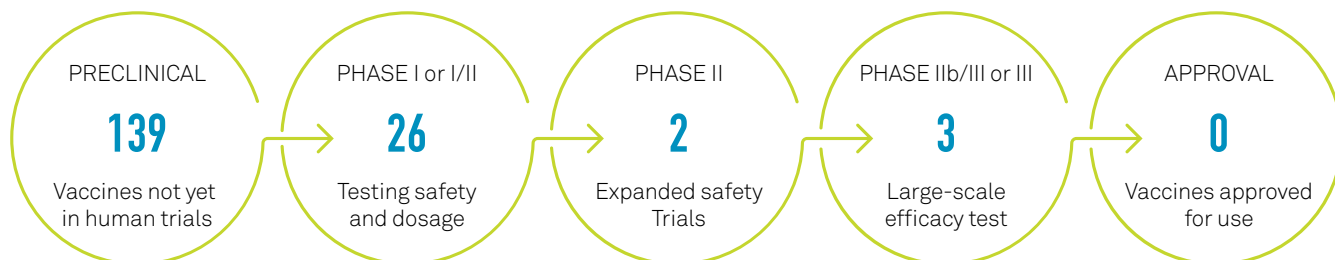 PRECLINICAL
139
Vaccines not yet
in human trials
PHASE I or I/II
26
Testing safety
and dosage
PHASE II
2
Expanded safety
Trials
PHASE IIb/III or III
3
Large-scale
efficacy test
APPROVAL
0
Vaccines approved
for use